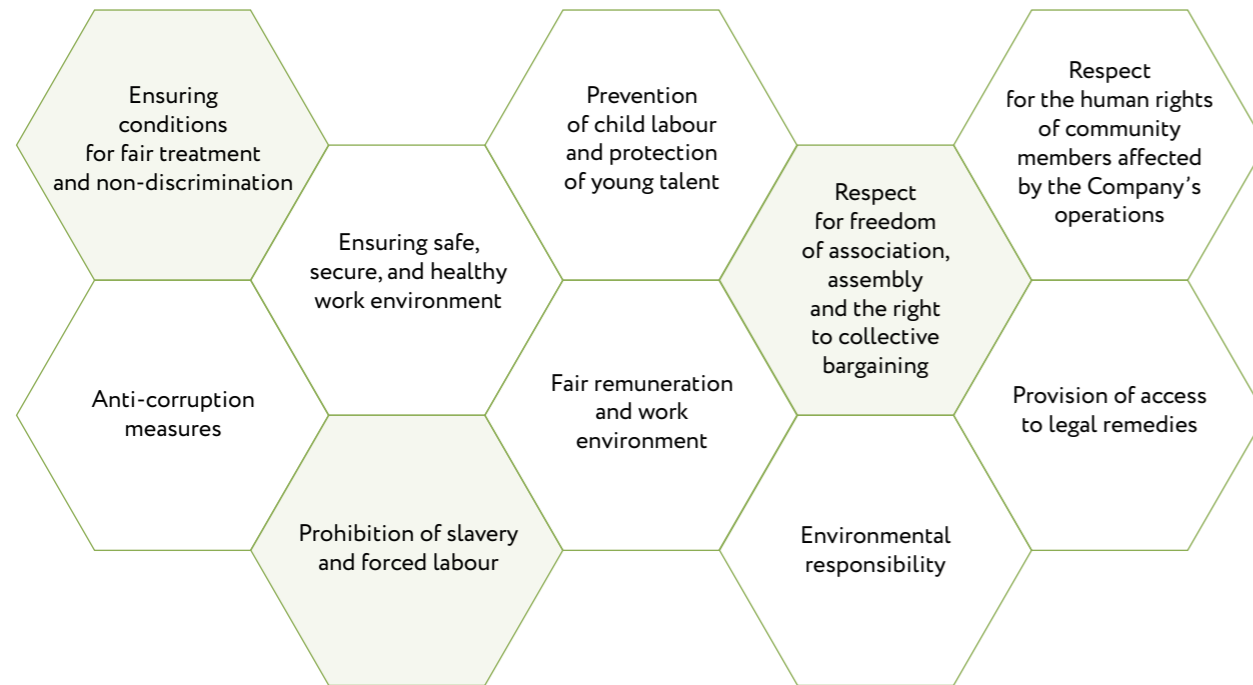 Ensuring
conditions
for fair treatment
and non-discrimination
Prevention
of child labour
and protection
of young talent
Respect
for the human rights
of community
members affected
by the Company’s
operations
Ensuring safe,
secure, and healthy
work environment
Respect
for freedom
of association,
assembly
and the right
to collective
bargaining
Anti-corruption
measures
Fair remuneration
and work
environment
Provision of access
to legal remedies
Prohibition of slavery
and forced labour
Environmental
responsibility